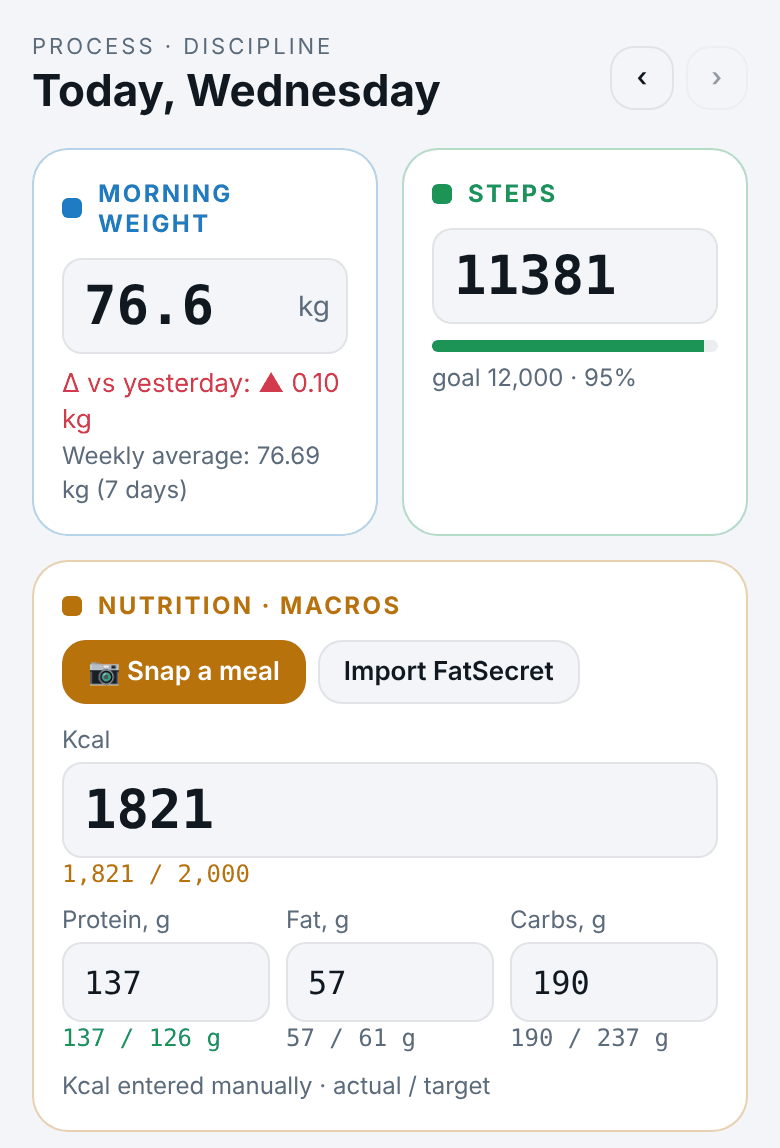 PROCESS · DISCIPLINE
Today, Wednesday
‹ ›
MORNING
WEIGHT
76.6 kg
Δ vs yesterday: ▲ 0.10
kg
Weekly average: 76.69
kg (7 days)
STEPS
11381
goal 12,000 · 95%
NUTRITION · MACROS
📷 Snap a meal
Import FatSecret
Kcal
1821
1,821 / 2,000
Protein, g Fat, g Carbs, g
137 57 190
137 / 126 g 57 / 61 g 190 / 237 g
Kcal entered manually · actual / target